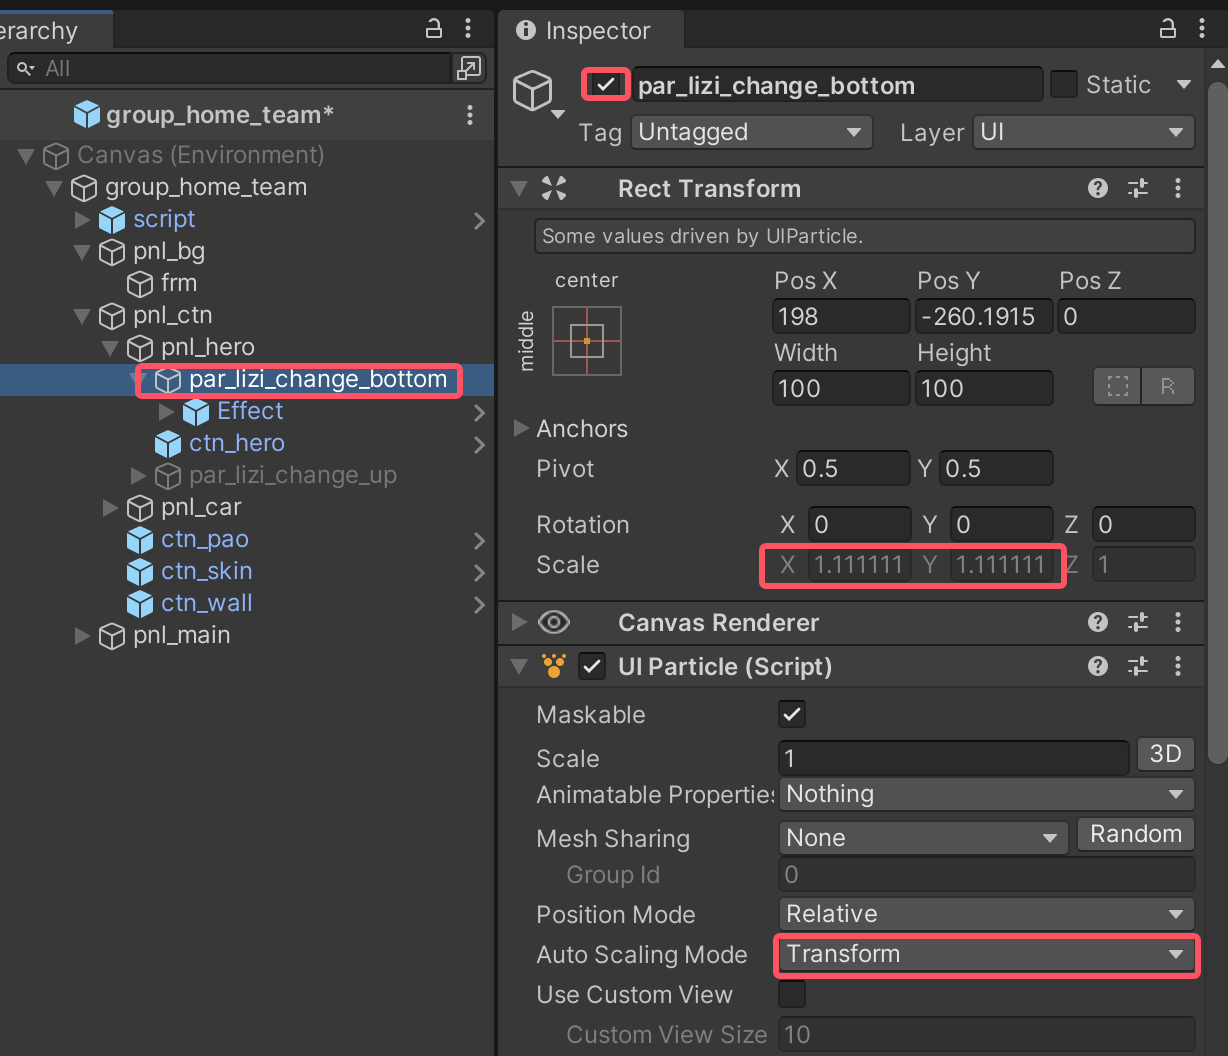 erarchy
All
group_home_team*
Canvas (Environment)
group_home_team
script
pnl_bg
frm
pnl_ctn
pnl_hero
par_lizi_change_bottom
Effect
ctn_hero
par_lizi_change_up
pnl_car
ctn_pao
ctn_skin
ctn_wall
pnl_main
Inspector
par_lizi_change_bottom Static
Tag Untagged Layer UI
Rect Transform
Some values driven by UIParticle.
center Pos X Pos Y Pos Z
middle 198 -260.1915 0
Width Height
100 100 R
Anchors
Pivot X 0.5 Y 0.5
Rotation X 0 Y 0 Z 0
Scale X 1.111111 Y 1.111111 Z 1
Canvas Renderer
UI Particle (Script)
Maskable
Scale 1 3D
Animatable Properties Nothing
Mesh Sharing None Random
Group Id 0
Position Mode Relative
Auto Scaling Mode Transform
Use Custom View
Custom View Size 10